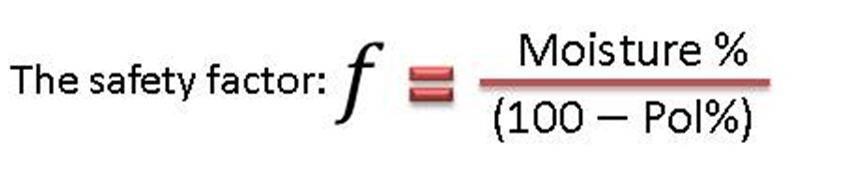 The safety factor: f = Moisture %
(100 – Pol%)